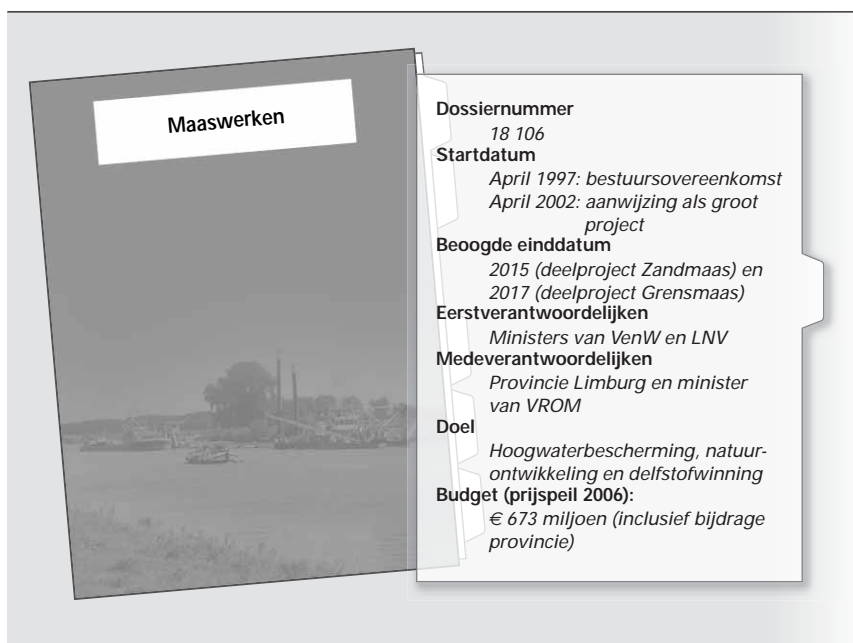 Maaswerken
Dossiernummer
18 106
Startdatum
April 1997: bestuursovereenkomst
April 2002: aanwijzing als groot
project
Beoogde einddatum
2015 (deelproject Zandmaas) en
2017 (deelproject Grensmaas)
Eerstverantwoordelijken
Ministers van VenW en LNV
Medeverantwoordelijken
Provincie Limburg en minister
van VROM
Doel
Hoogwaterbescherming, natuur-
ontwikkeling en delfstofwinning
Budget (prijspeil 2006):
€ 673 miljoen (inclusief bijdrage
provincie)